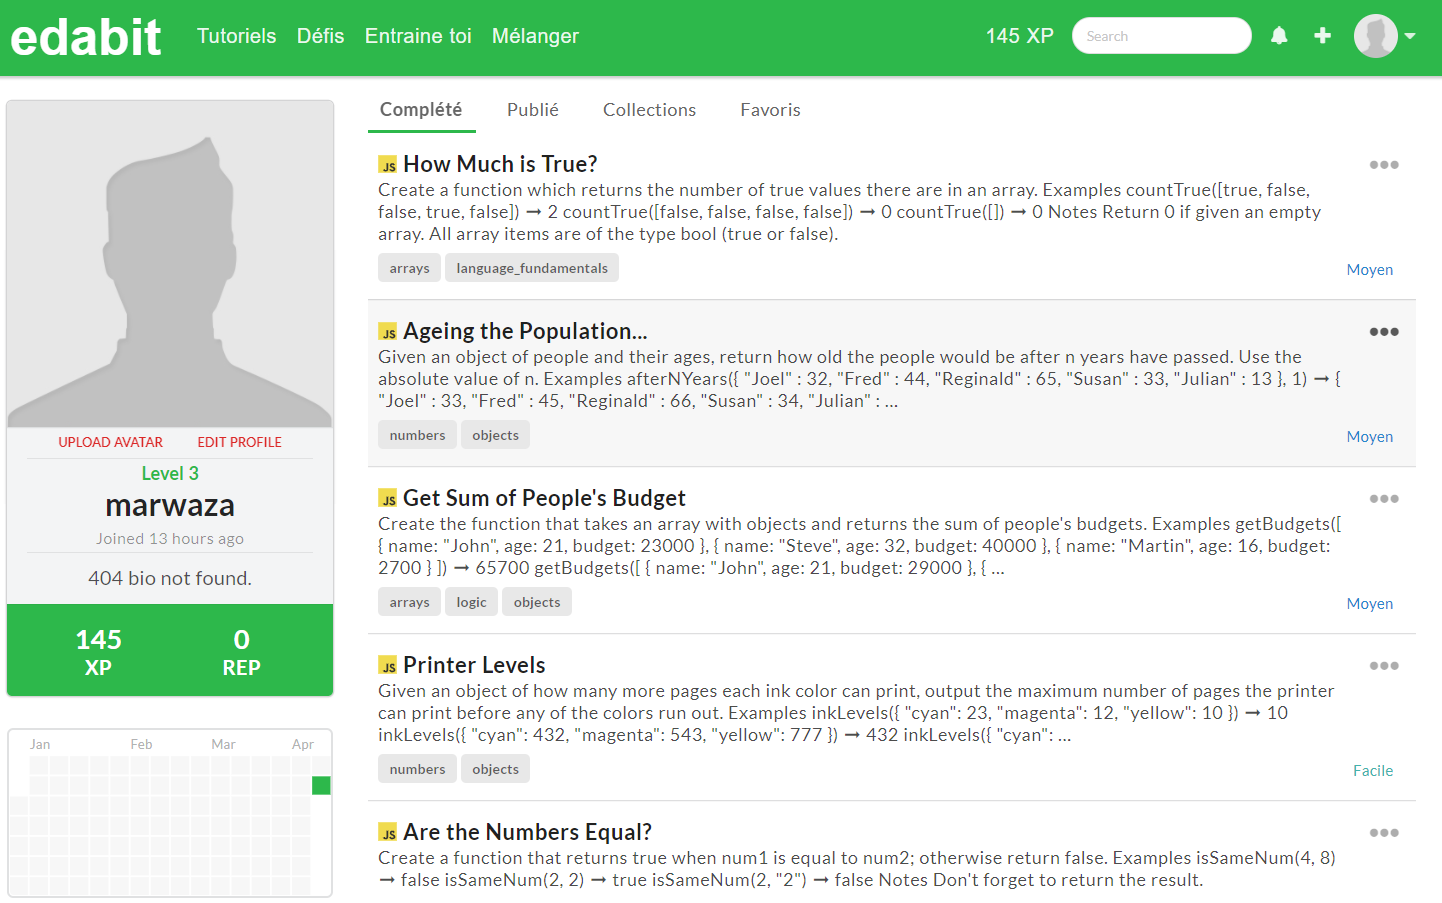 edabit
Tutoriels Défis Entraine toi Mélanger
145 XP Search
UPLOAD AVATAR EDIT PROFILE
Level 3
marwaza
Joined 13 hours ago
404 bio not found.
145 0
XP REP
Jan Feb Mar Apr
Complété Publié Collections Favoris
JS How Much is True?
Create a function which returns the number of true values there are in an array. Examples countTrue([true, false,
false, true, false]) ➞ 2 countTrue([false, false, false, false]) ➞ 0 countTrue([]) ➞ 0 Notes Return 0 if given an empty
array. All array items are of the type bool (true or false).
arrays language_fundamentals
Moyen
JS Ageing the Population...
Given an object of people and their ages, return how old the people would be after n years have passed. Use the
absolute value of n. Examples afterNYears({ "Joel" : 32, "Fred" : 44, "Reginald" : 65, "Susan" : 33, "Julian" : 13 }, 1) ➞ {
"Joel" : 33, "Fred" : 45, "Reginald" : 66, "Susan" : 34, "Julian" : ...
numbers objects
Moyen
JS Get Sum of People's Budget
Create the function that takes an array with objects and returns the sum of people's budgets. Examples getBudgets([
{ name: "John", age: 21, budget: 23000 }, { name: "Steve", age: 32, budget: 40000 }, { name: "Martin", age: 16, budget:
2700 } ]) ➞ 65700 getBudgets([ { name: "John", age: 21, budget: 29000 }, { ...
arrays logic objects
Moyen
JS Printer Levels
Given an object of how many more pages each ink color can print, output the maximum number of pages the printer
can print before any of the colors run out. Examples inkLevels({ "cyan": 23, "magenta": 12, "yellow": 10 }) ➞ 10
inkLevels({ "cyan": 432, "magenta": 543, "yellow": 777 }) ➞ 432 inkLevels({ "cyan": ...
numbers objects
Facile
JS Are the Numbers Equal?
Create a function that returns true when num1 is equal to num2; otherwise return false. Examples isSameNum(4, 8)
➞ false isSameNum(2, 2) ➞ true isSameNum(2, "2") ➞ false Notes Don't forget to return the result.